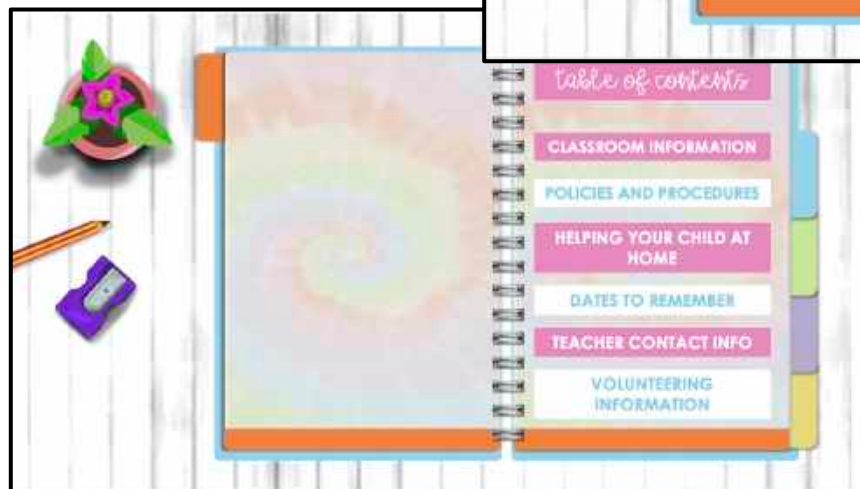 table of contents
CLASSROOM INFORMATION
POLICIES AND PROCEDURES
HELPING YOUR CHILD AT
HOME
DATES TO REMEMBER
TEACHER CONTACT INFO
VOLUNTEERING
INFORMATION